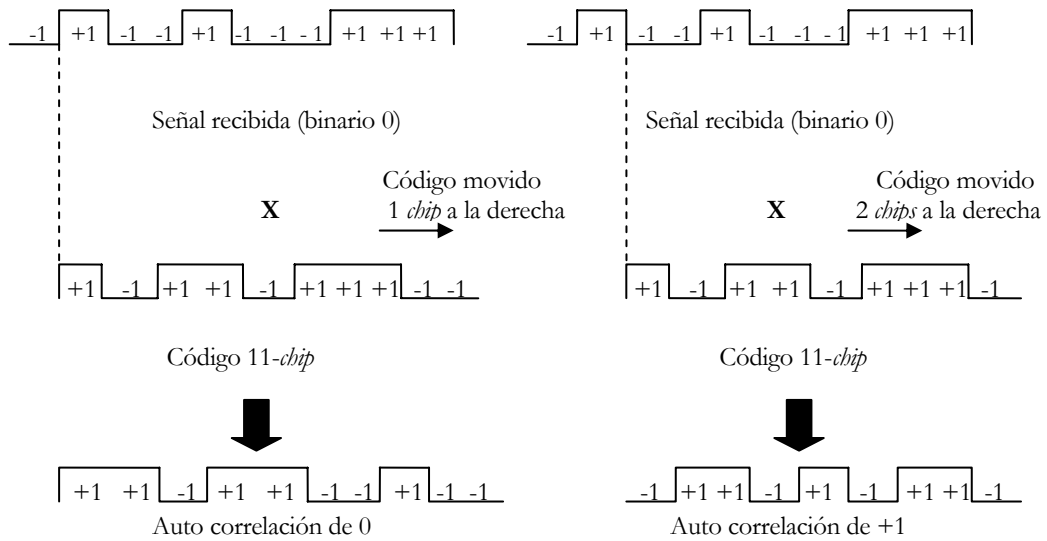 -1 +1 -1 -1 +1 -1 -1 - 1 +1 +1 +1
Señal recibida (binario 0)
Código movido
X 1 chip a la derecha
+1 -1 +1 +1 -1 +1 +1 +1 -1 -1
Código 11-chip
+1 +1 -1 +1 +1 -1 -1 +1 -1 -1
Auto correlación de 0
-1 +1 -1 -1 +1 -1 -1 - 1 +1 +1 +1
Señal recibida (binario 0)
Código movido
X 2 chips a la derecha
+1 -1 +1 +1 -1 +1 +1 +1 -1
Código 11-chip
-1 +1 +1 -1 +1 -1 +1 +1 -1
Auto correlación de +1